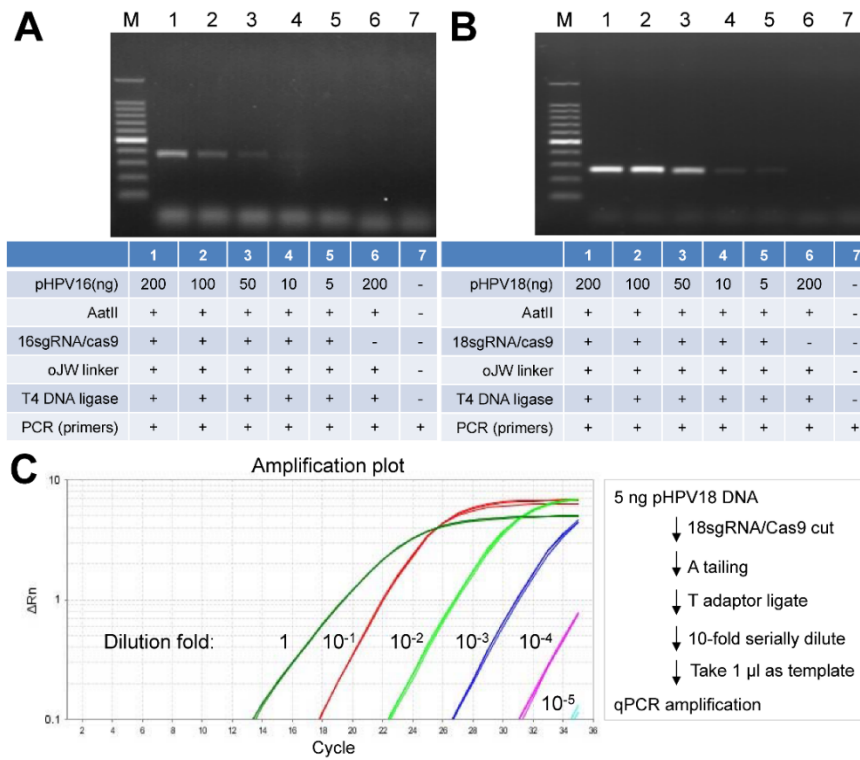 A
M 1 2 3 4 5 6 7
1 2 3 4 5 6 7
pHPV16(ng) 200 100 50 10 5 200 -
AatII + + + + + + -
16sgRNA/cas9 + + + + + - -
oJW linker + + + + + + -
T4 DNA ligase + + + + + + -
PCR (primers) + + + + + + +
B
M 1 2 3 4 5 6 7
1 2 3 4 5 6 7
pHPV18(ng) 200 100 50 10 5 200 -
AatII + + + + + + -
18sgRNA/cas9 + + + + + - -
oJW linker + + + + + + -
T4 DNA ligase + + + + + + -
PCR (primers) + + + + + + +
C
Amplification plot
10
1
0.1
ΔRn
Dilution fold: 1 10⁻¹ 10⁻² 10⁻³ 10⁻⁴
10⁻⁵
2 4 6 8 10 12 14 16 18 20 22 24 26 28 30 32 34 36
Cycle
5 ng pHPV18 DNA
↓ 18sgRNA/Cas9 cut
↓ A tailing
↓ T adaptor ligate
↓ 10-fold serially dilute
↓ Take 1 µl as template
qPCR amplification